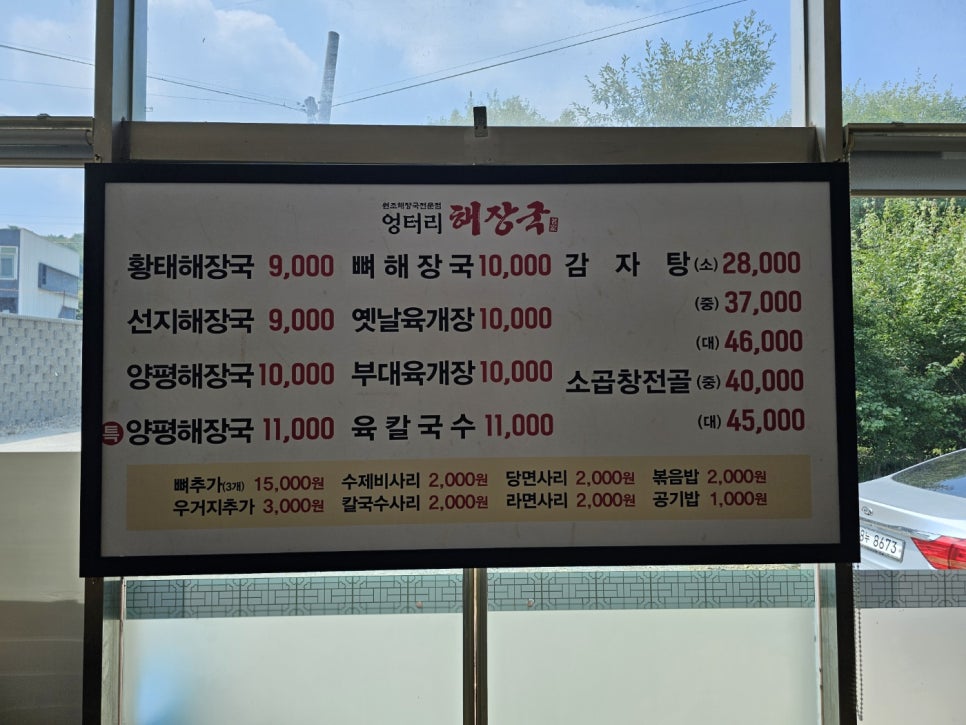 원조해장국전문점
엉터리 해장국
황태해장국 9,000 뼈해장국 10,000 감자탕 (소) 28,000
(중) 37,000
선지해장국 9,000 옛날육개장 10,000
(대) 46,000
양평해장국 10,000 부대육개장 10,000 소곱창전골 (중) 40,000
특 양평해장국 11,000 육칼국수 11,000 (대) 45,000
뼈추가(3개) 15,000원 수제비사리 2,000원 당면사리 2,000원 볶음밥 2,000원
우거지추가 3,000원 칼국수사리 2,000원 라면사리 2,000원 공기밥 1,000원
8673